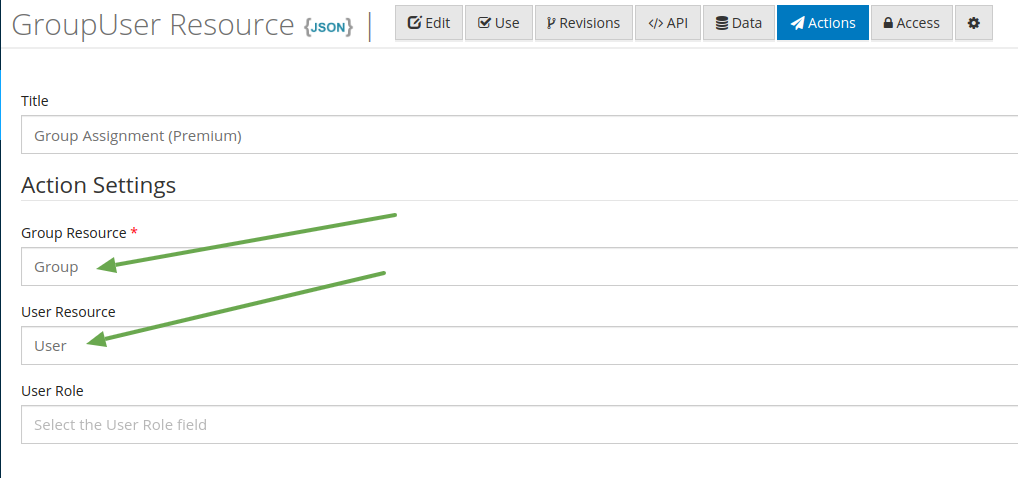 GroupUser Resource {JSON} |
Edit Use Revisions </> API Data Actions Access
Title
Group Assignment (Premium)
Action Settings
Group Resource *
Group
User Resource
User
User Role
Select the User Role field